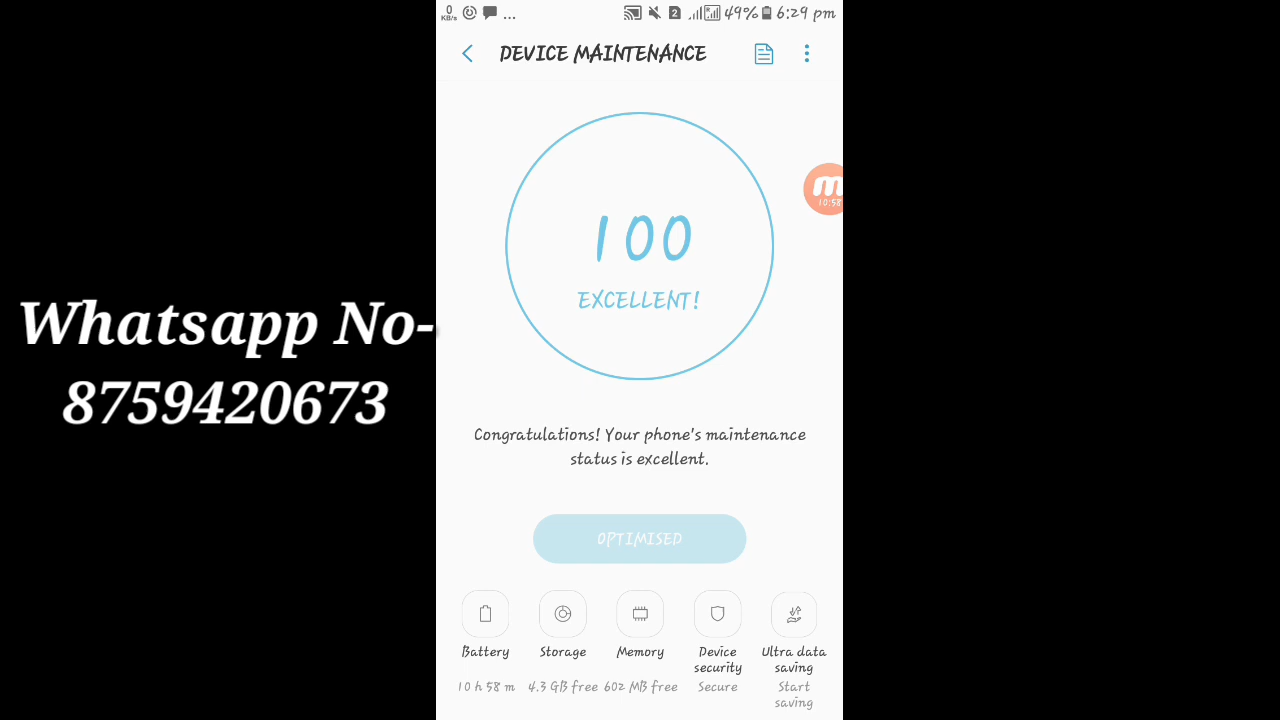 0
KB/s
...
2
49%
6:29 pm
DEVICE MAINTENANCE
m
10:58
100
EXCELLENT!
Whatsapp No-
8759420673
Congratulations! Your phone's maintenance
status is excellent.
OPTIMISED
Battery
10 h 58 m
Storage
4.3 GB free
Memory
602 MB free
Device
security
Secure
Ultra data
saving
Start
saving